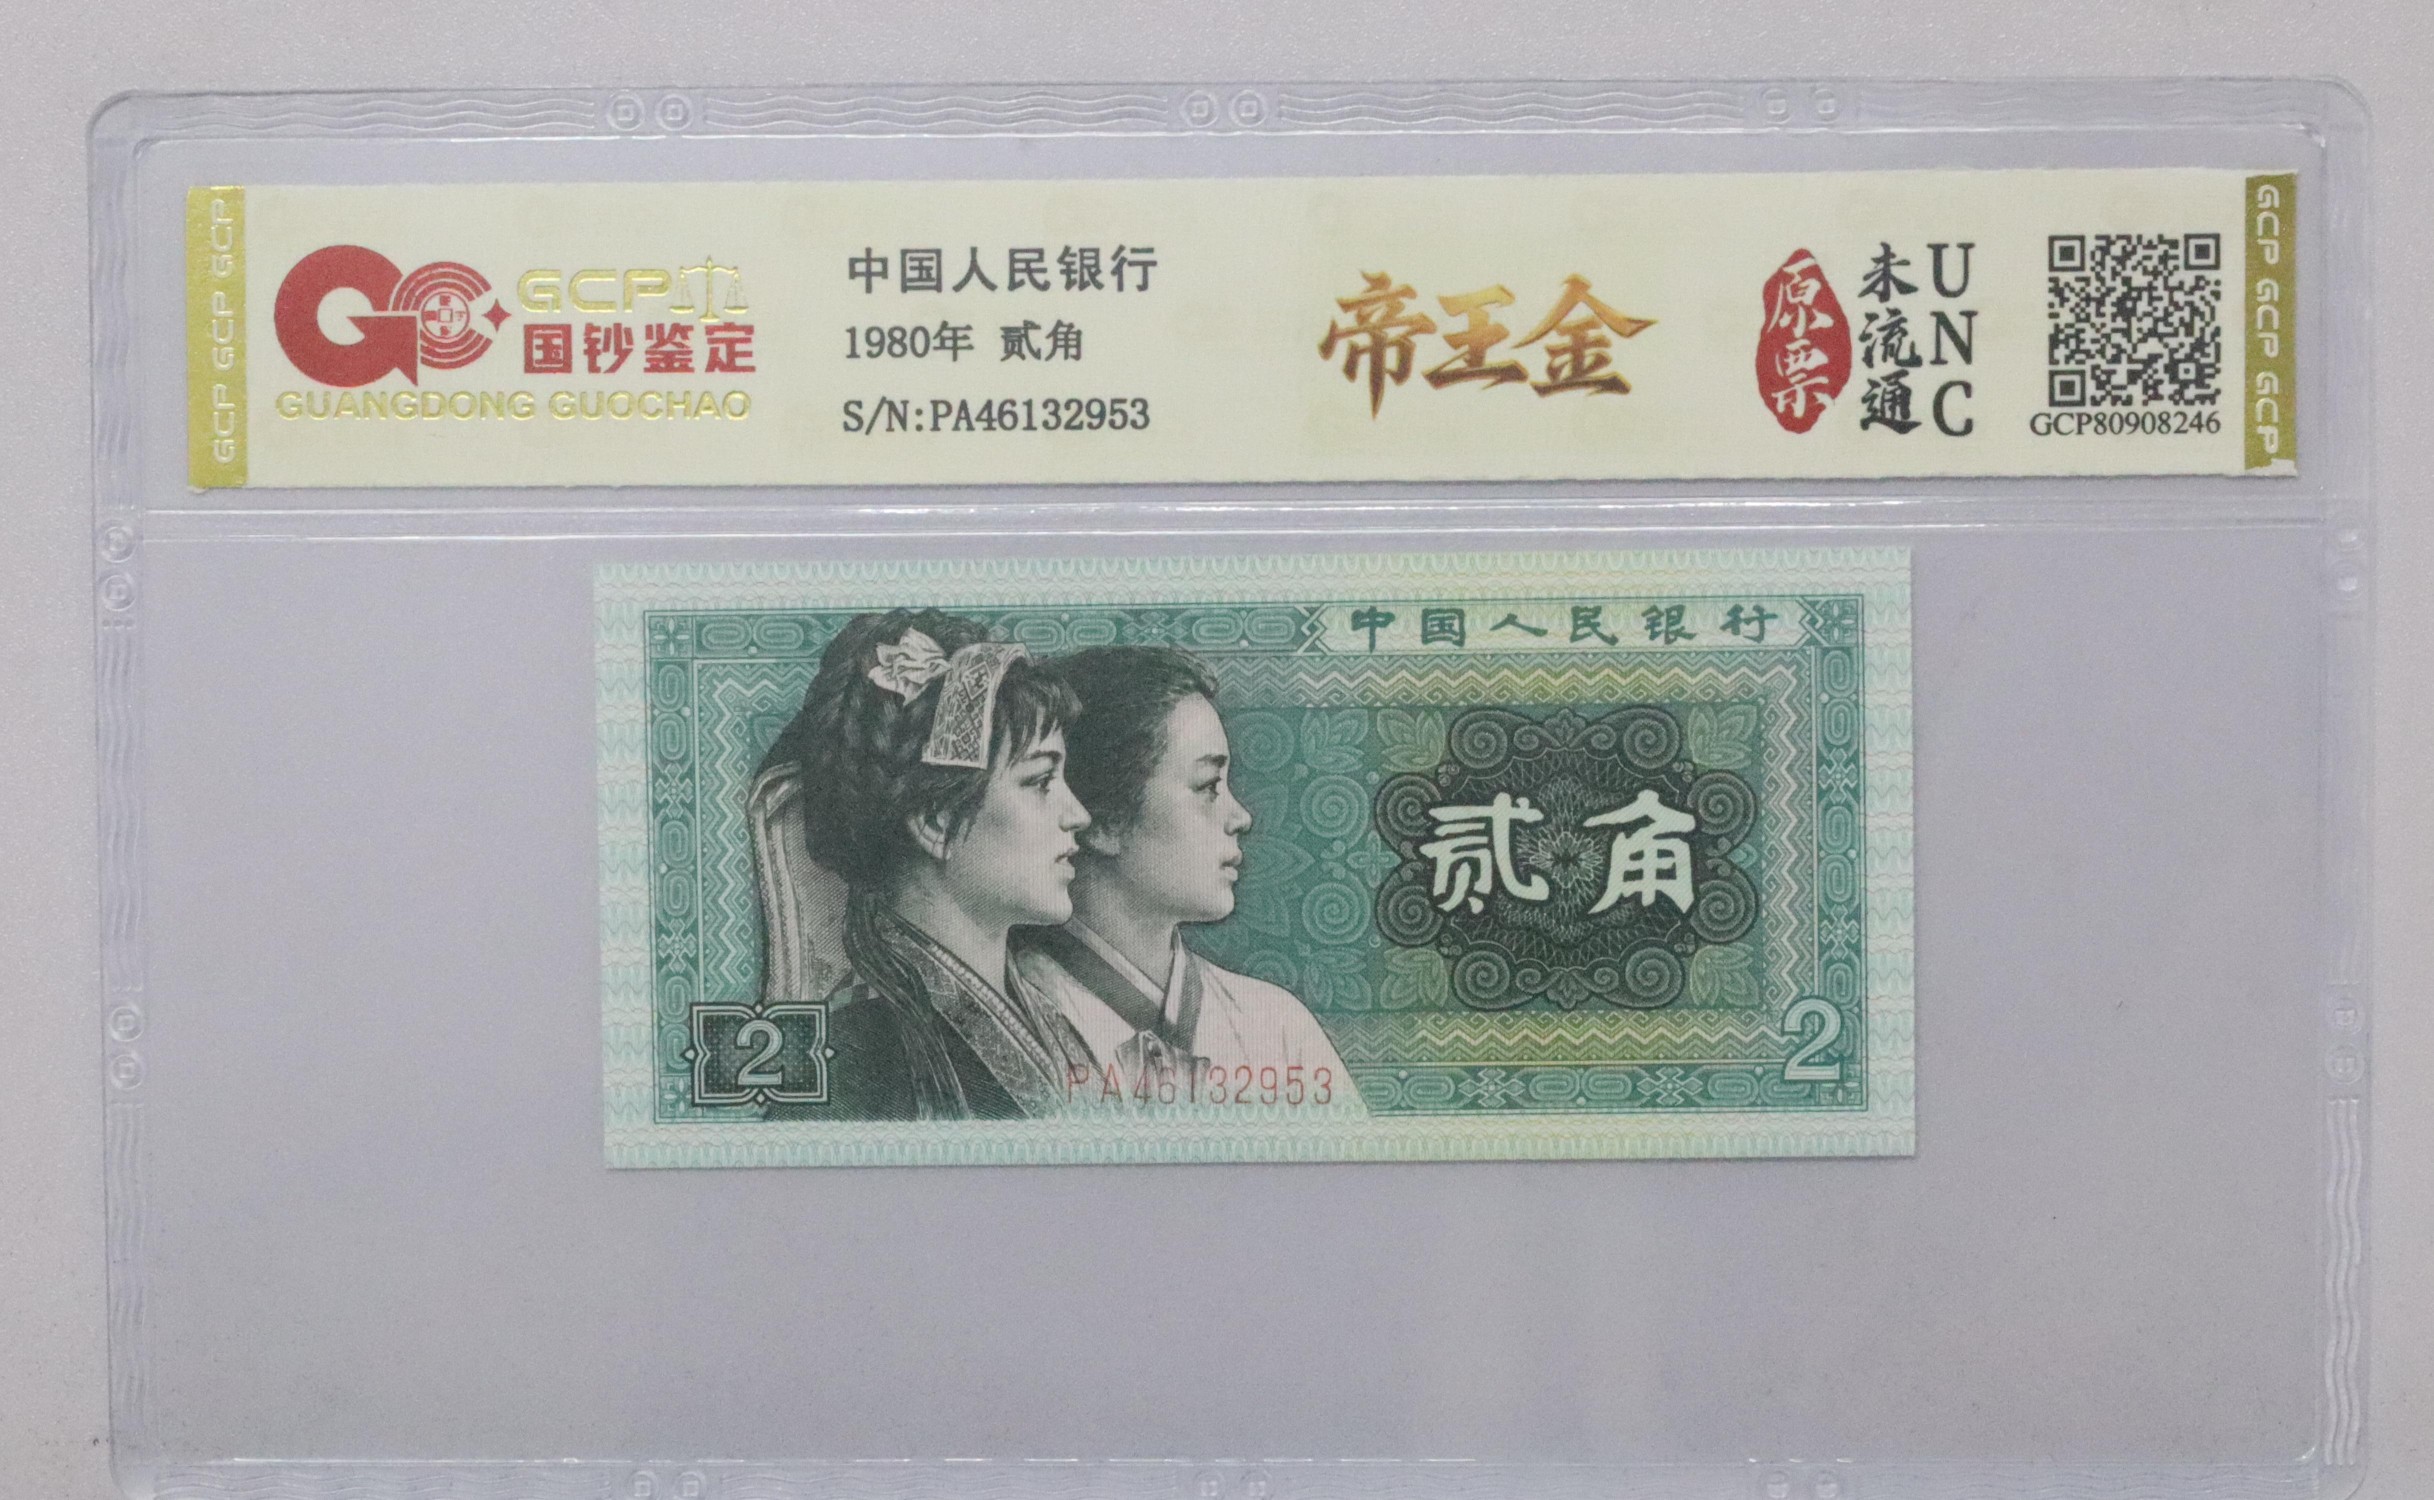 GCP GCP GCP
GCP
国钞鉴定
GUANGDONG GUOCHAO
中国人民银行
1980年 贰角
S/N:PA46132953
帝王金
原票
未流通
UNC
GCP80908246
GCP GCP GCP
中国人民银行
贰角
2
PA46132953
2